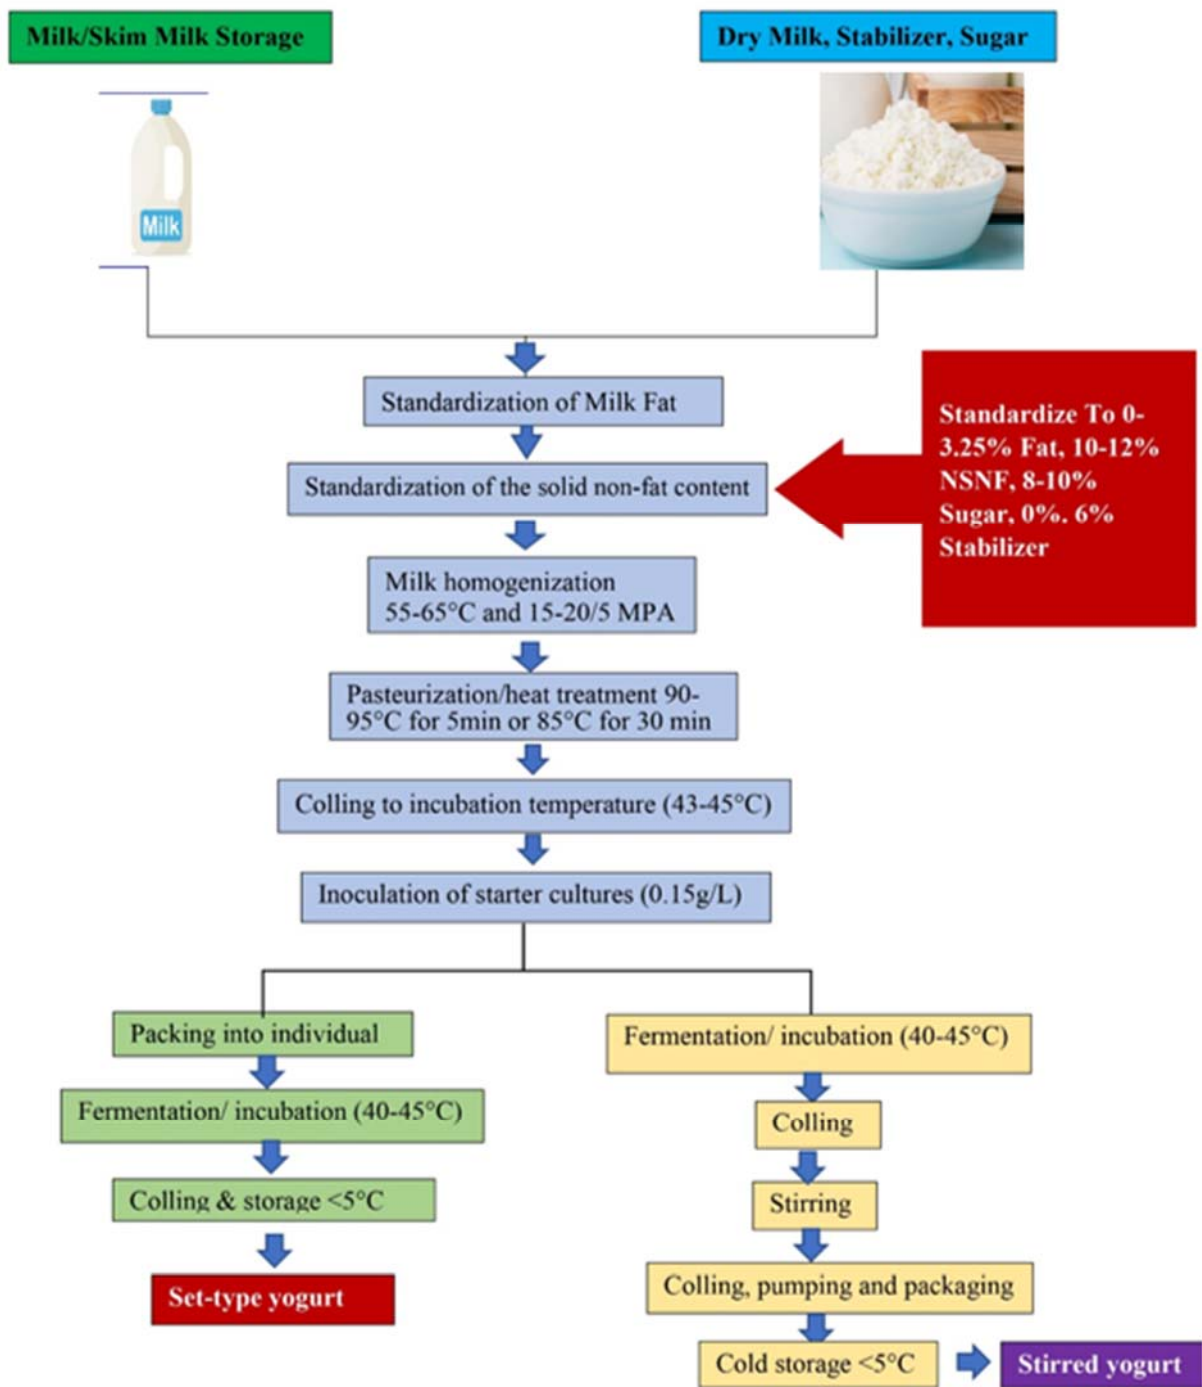 Milk/Skim Milk Storage
Dry Milk, Stabilizer, Sugar
Milk
Standardization of Milk Fat
Standardization of the solid non-fat content
Standardize To 0-
3.25% Fat, 10-12%
NSNF, 8-10%
Sugar, 0%. 6%
Stabilizer
Milk homogenization
55-65°C and 15-20/5 MPA
Pasteurization/heat treatment 90-
95°C for 5min or 85°C for 30 min
Colling to incubation temperature (43-45°C)
Inoculation of starter cultures (0.15g/L)
Packing into individual
Fermentation/ incubation (40-45°C)
Colling & storage <5°C
Set-type yogurt
Fermentation/ incubation (40-45°C)
Colling
Stirring
Colling, pumping and packaging
Cold storage <5°C
Stirred yogurt